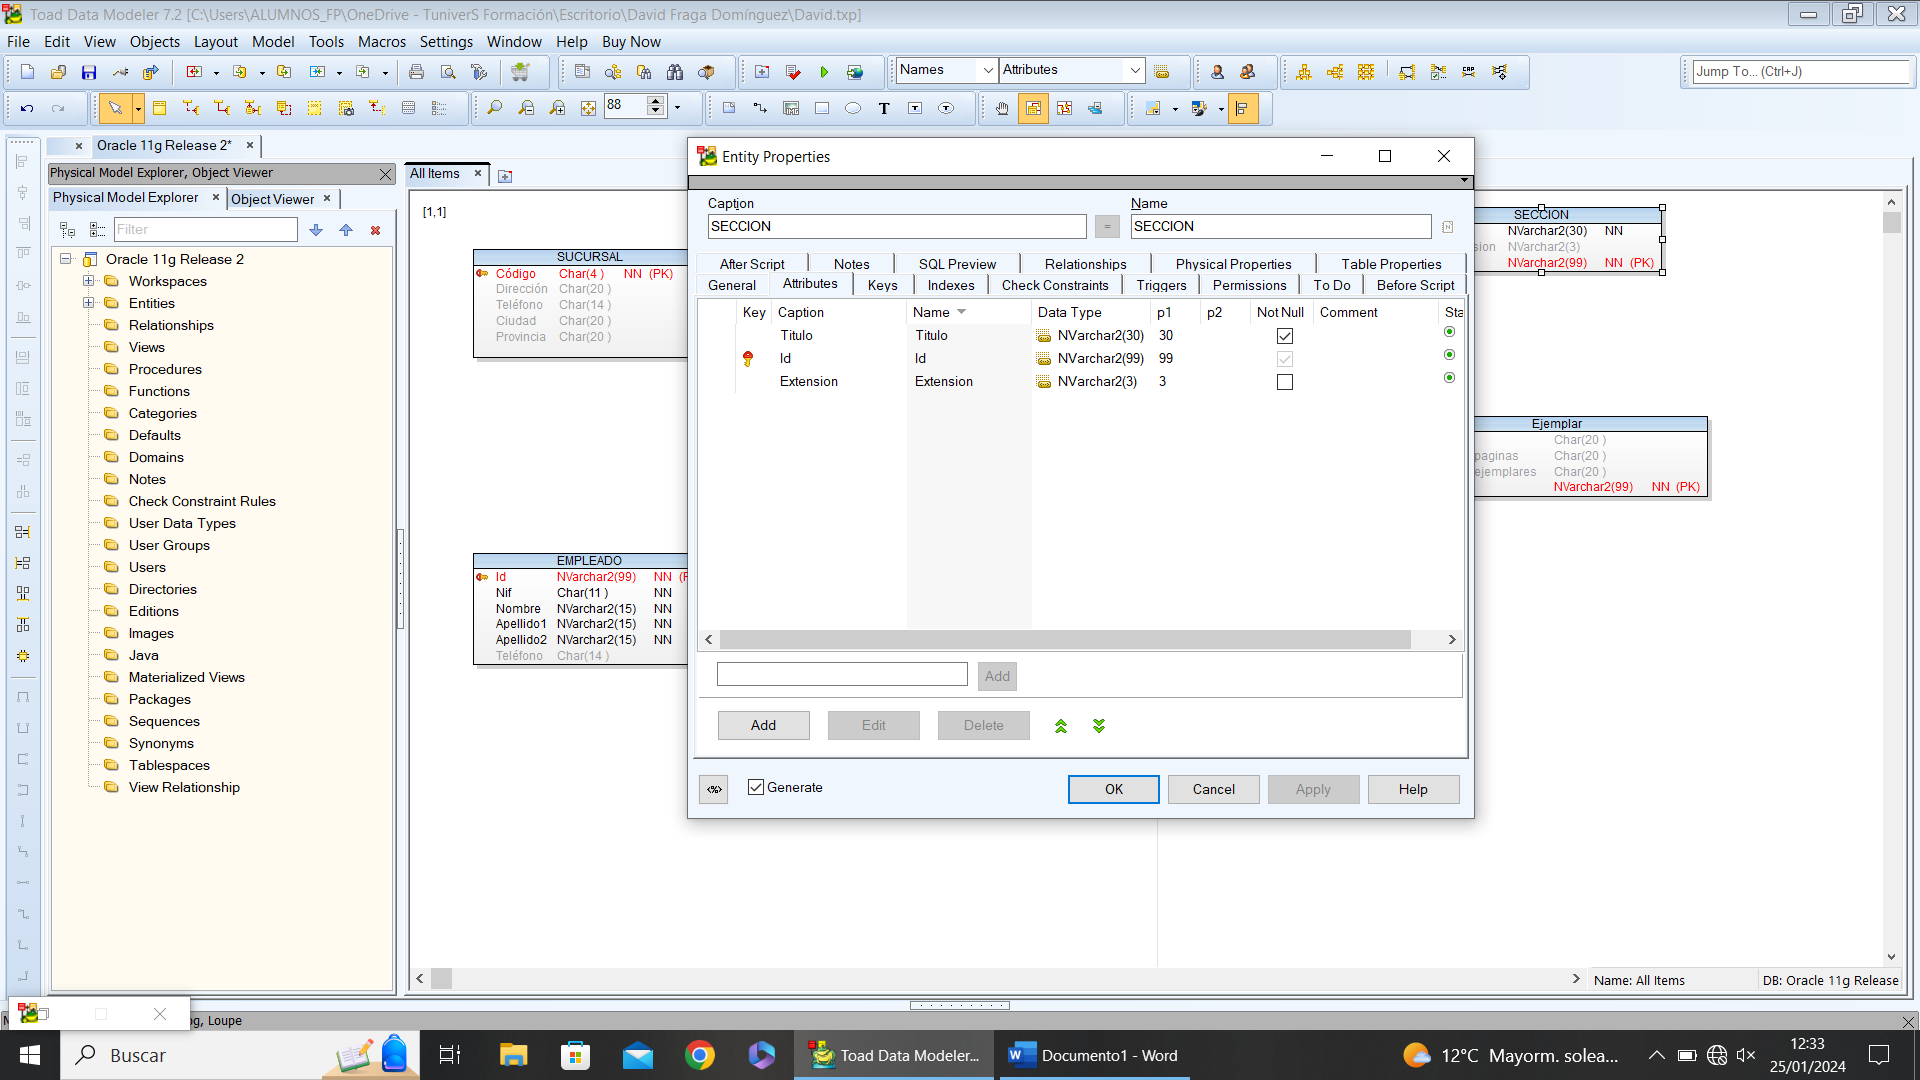 Toad Data Modeler 7.2 [C:\Users\ALUMNOS_FP\OneDrive - TuniverS Formación\Escritorio\David Fraga Domínguez\David.txp]
File Edit View Objects Layout Model Tools Macros Settings Window Help Buy Now
Names Attributes Jump To... (Ctrl+J)
88
Oracle 11g Release 2*
Physical Model Explorer, Object Viewer
Physical Model Explorer Object Viewer
Filter
Oracle 11g Release 2
Workspaces
Entities
Relationships
Views
Procedures
Functions
Categories
Defaults
Domains
Notes
Check Constraint Rules
User Data Types
User Groups
Users
Directories
Editions
Images
Java
Materialized Views
Packages
Sequences
Synonyms
Tablespaces
View Relationship
All Items
[1,1]
SUCURSAL
Código Char(4 ) NN (PK)
Dirección Char(20 )
Teléfono Char(14 )
Ciudad Char(20 )
Provincia Char(20 )
EMPLEADO
Id NVarchar2(99) NN (P
Nif Char(11 ) NN
Nombre NVarchar2(15) NN
Apellido1 NVarchar2(15) NN
Apellido2 NVarchar2(15) NN
Teléfono Char(14 )
Entity Properties
Caption Name
SECCION = SECCION
After Script Notes SQL Preview Relationships Physical Properties Table Properties
General Attributes Keys Indexes Check Constraints Triggers Permissions To Do Before Script
Key Caption Name Data Type p1 p2 Not Null Comment Sta
Titulo Titulo NVarchar2(30) 30
Id Id NVarchar2(99) 99
Extension Extension NVarchar2(3) 3
Add
Add Edit Delete
<%> Generate OK Cancel Apply Help
SECCION
NVarchar2(30) NN
sion NVarchar2(3)
NVarchar2(99) NN (PK)
Ejemplar
Char(20 )
paginas Char(20 )
ejemplares Char(20 )
NVarchar2(99) NN (PK)
Name: All Items DB: Oracle 11g Release
og, Loupe
Buscar
Toad Data Modeler...
Documento1 - Word
12°C Mayorm. solea...
12:33
25/01/2024